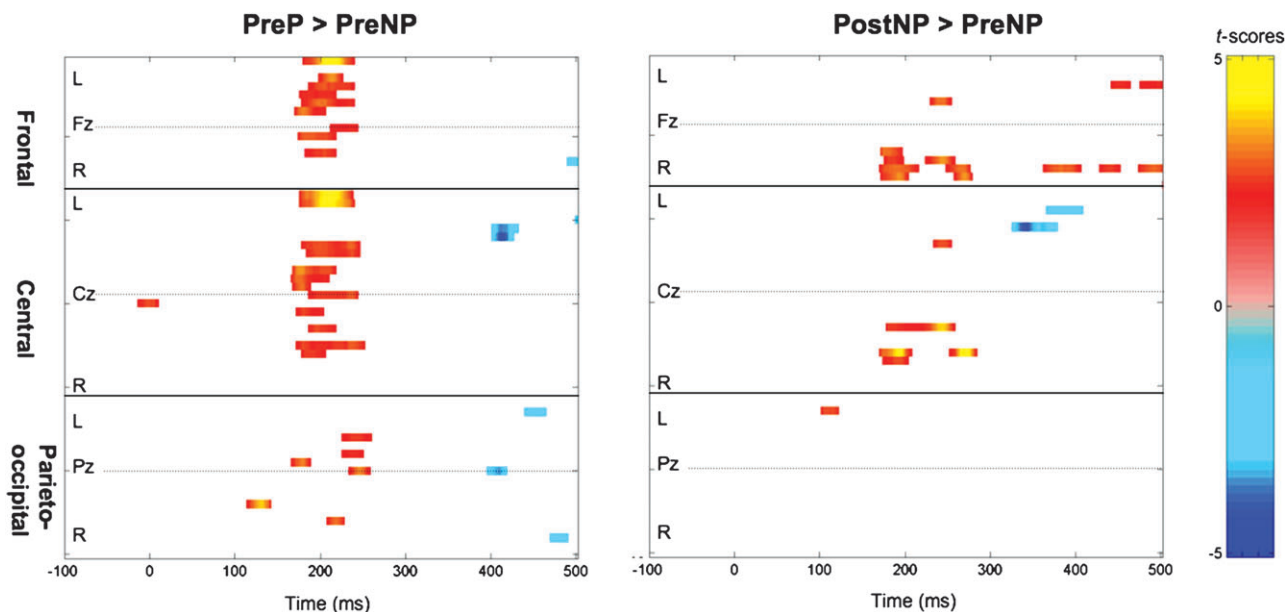 PreP > PreNP
PostNP > PreNP
t-scores
Frontal
L
Fz
R
Central
L
Cz
R
Parieto-
occipital
L
Pz
R
-100 0 100 200 300 400 500
Time (ms)
L
Fz
R
L
Cz
R
L
Pz
R
-100 0 100 200 300 400 500
Time (ms)
5
0
-5